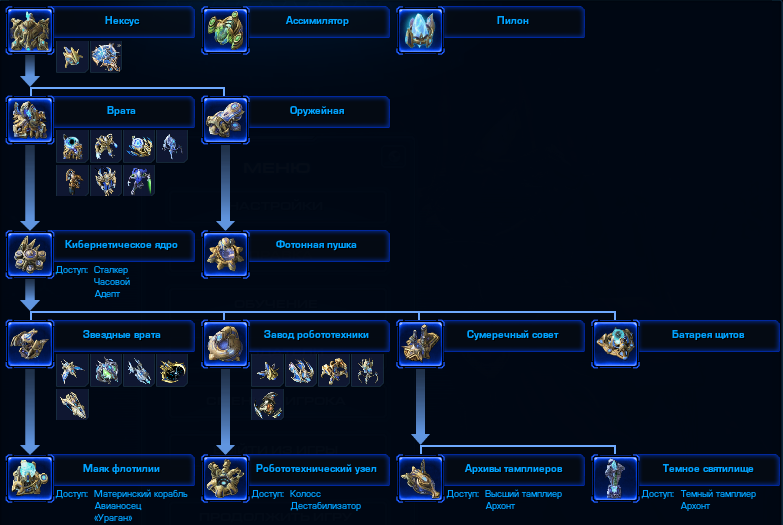 Нексус
Ассимилятор
Пилон
Врата
Оружейная
МЕНЮ
Кибернетическое ядро
Фотонная пушка
Доступ: Сталкер
Часовой
Адепт
Звездные врата
Завод робототехники
Сумеречный совет
Батарея щитов
Маяк флотилии
Робототехнический узел
Архивы тамплиеров
Темное святилище
Доступ: Материнский корабль
Авианосец
«Ураган»
Доступ: Колосс
Дестабилизатор
Доступ: Высший тамплиер
Архонт
Доступ: Темный тамплиер
Архонт